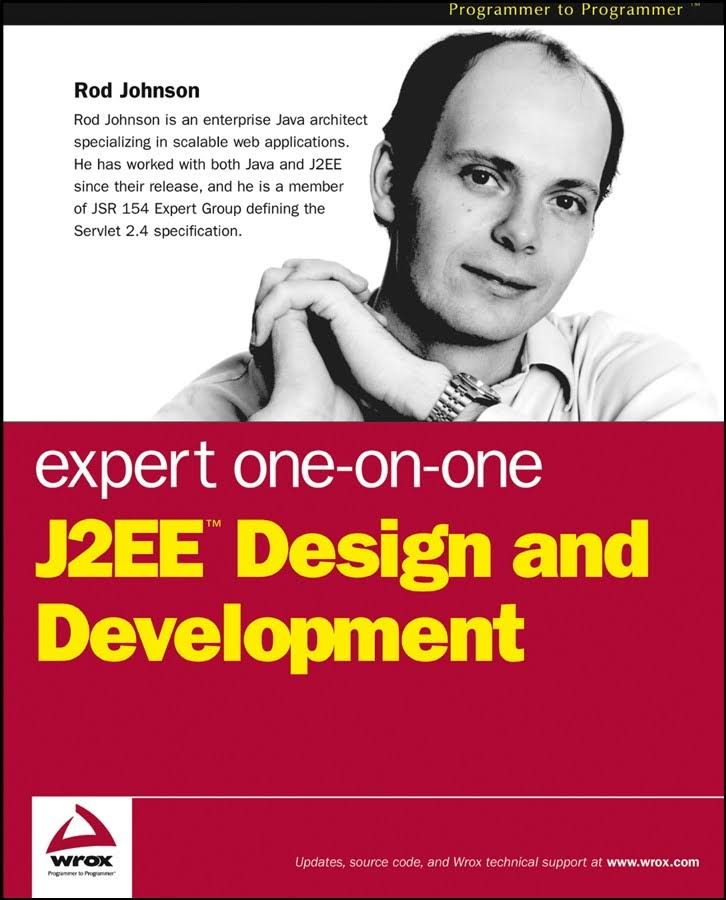 Programmer to Programmer ™
Rod Johnson
Rod Johnson is an enterprise Java architect
specializing in scalable web applications.
He has worked with both Java and J2EE
since their release, and he is a member
of JSR 154 Expert Group defining the
Servlet 2.4 specification.
expert one-on-one
J2EE™ Design and
Development
wrox
Programmer to Programmer™
Updates, source code, and Wrox technical support at www.wrox.com